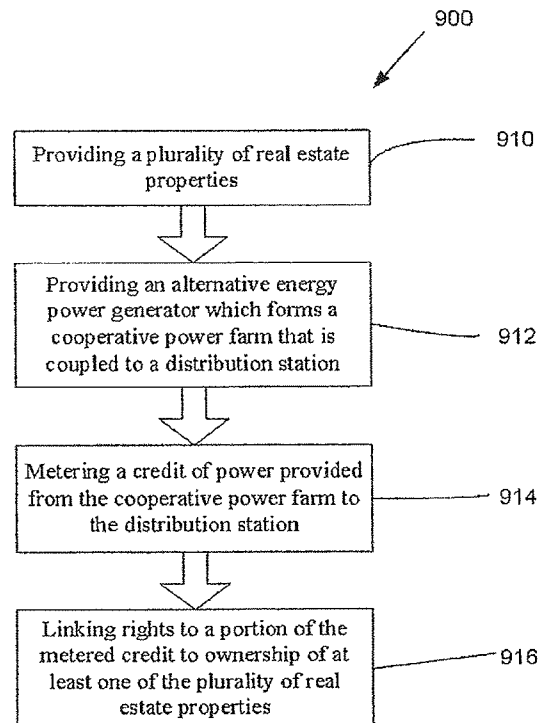 900
Providing a plurality of real estate
properties
910
Providing an alternative energy
power generator which forms a
cooperative power farm that is
coupled to a distribution station
912
Metering a credit of power provided
from the cooperative power farm to
the distribution station
914
Linking rights to a portion of the
metered credit to ownership of at
least one of the plurality of real
estate properties
916